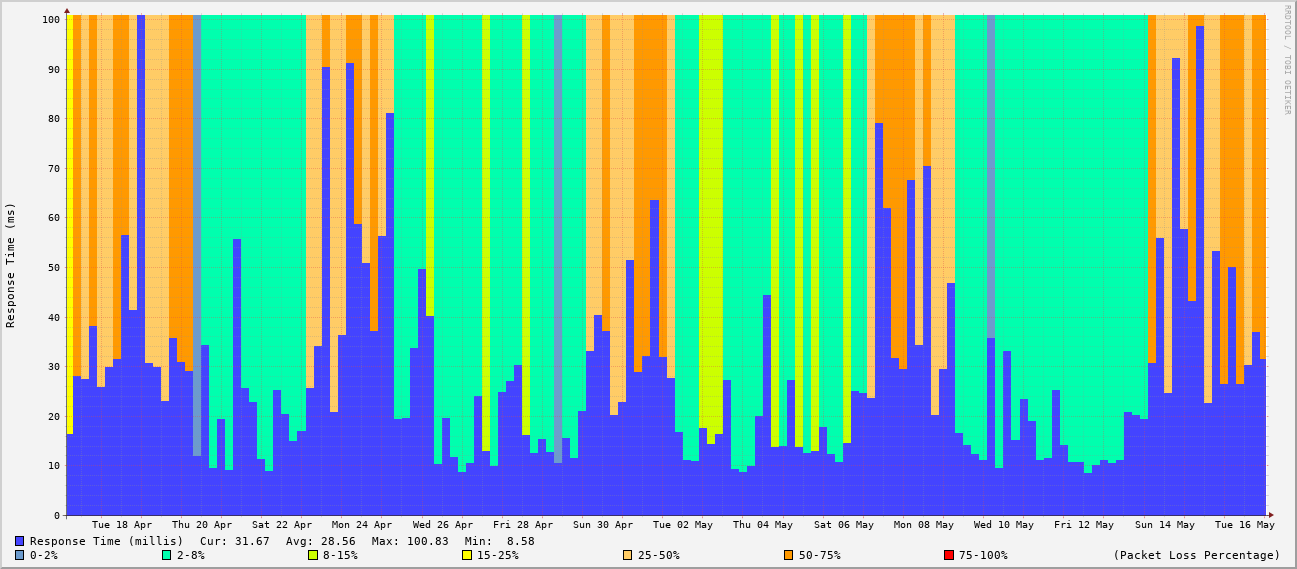 RRDTOOL / TOBI OETIKER
Response Time (ms)
100
90
80
70
60
50
40
30
20
10
0
Tue 18 Apr Thu 20 Apr Sat 22 Apr Mon 24 Apr Wed 26 Apr Fri 28 Apr Sun 30 Apr Tue 02 May Thu 04 May Sat 06 May Mon 08 May Wed 10 May Fri 12 May Sun 14 May Tue 16 May
Response Time (millis) Cur: 31.67 Avg: 28.56 Max: 100.83 Min: 8.58
0-2% 2-8% 8-15% 15-25% 25-50% 50-75% 75-100% (Packet Loss Percentage)